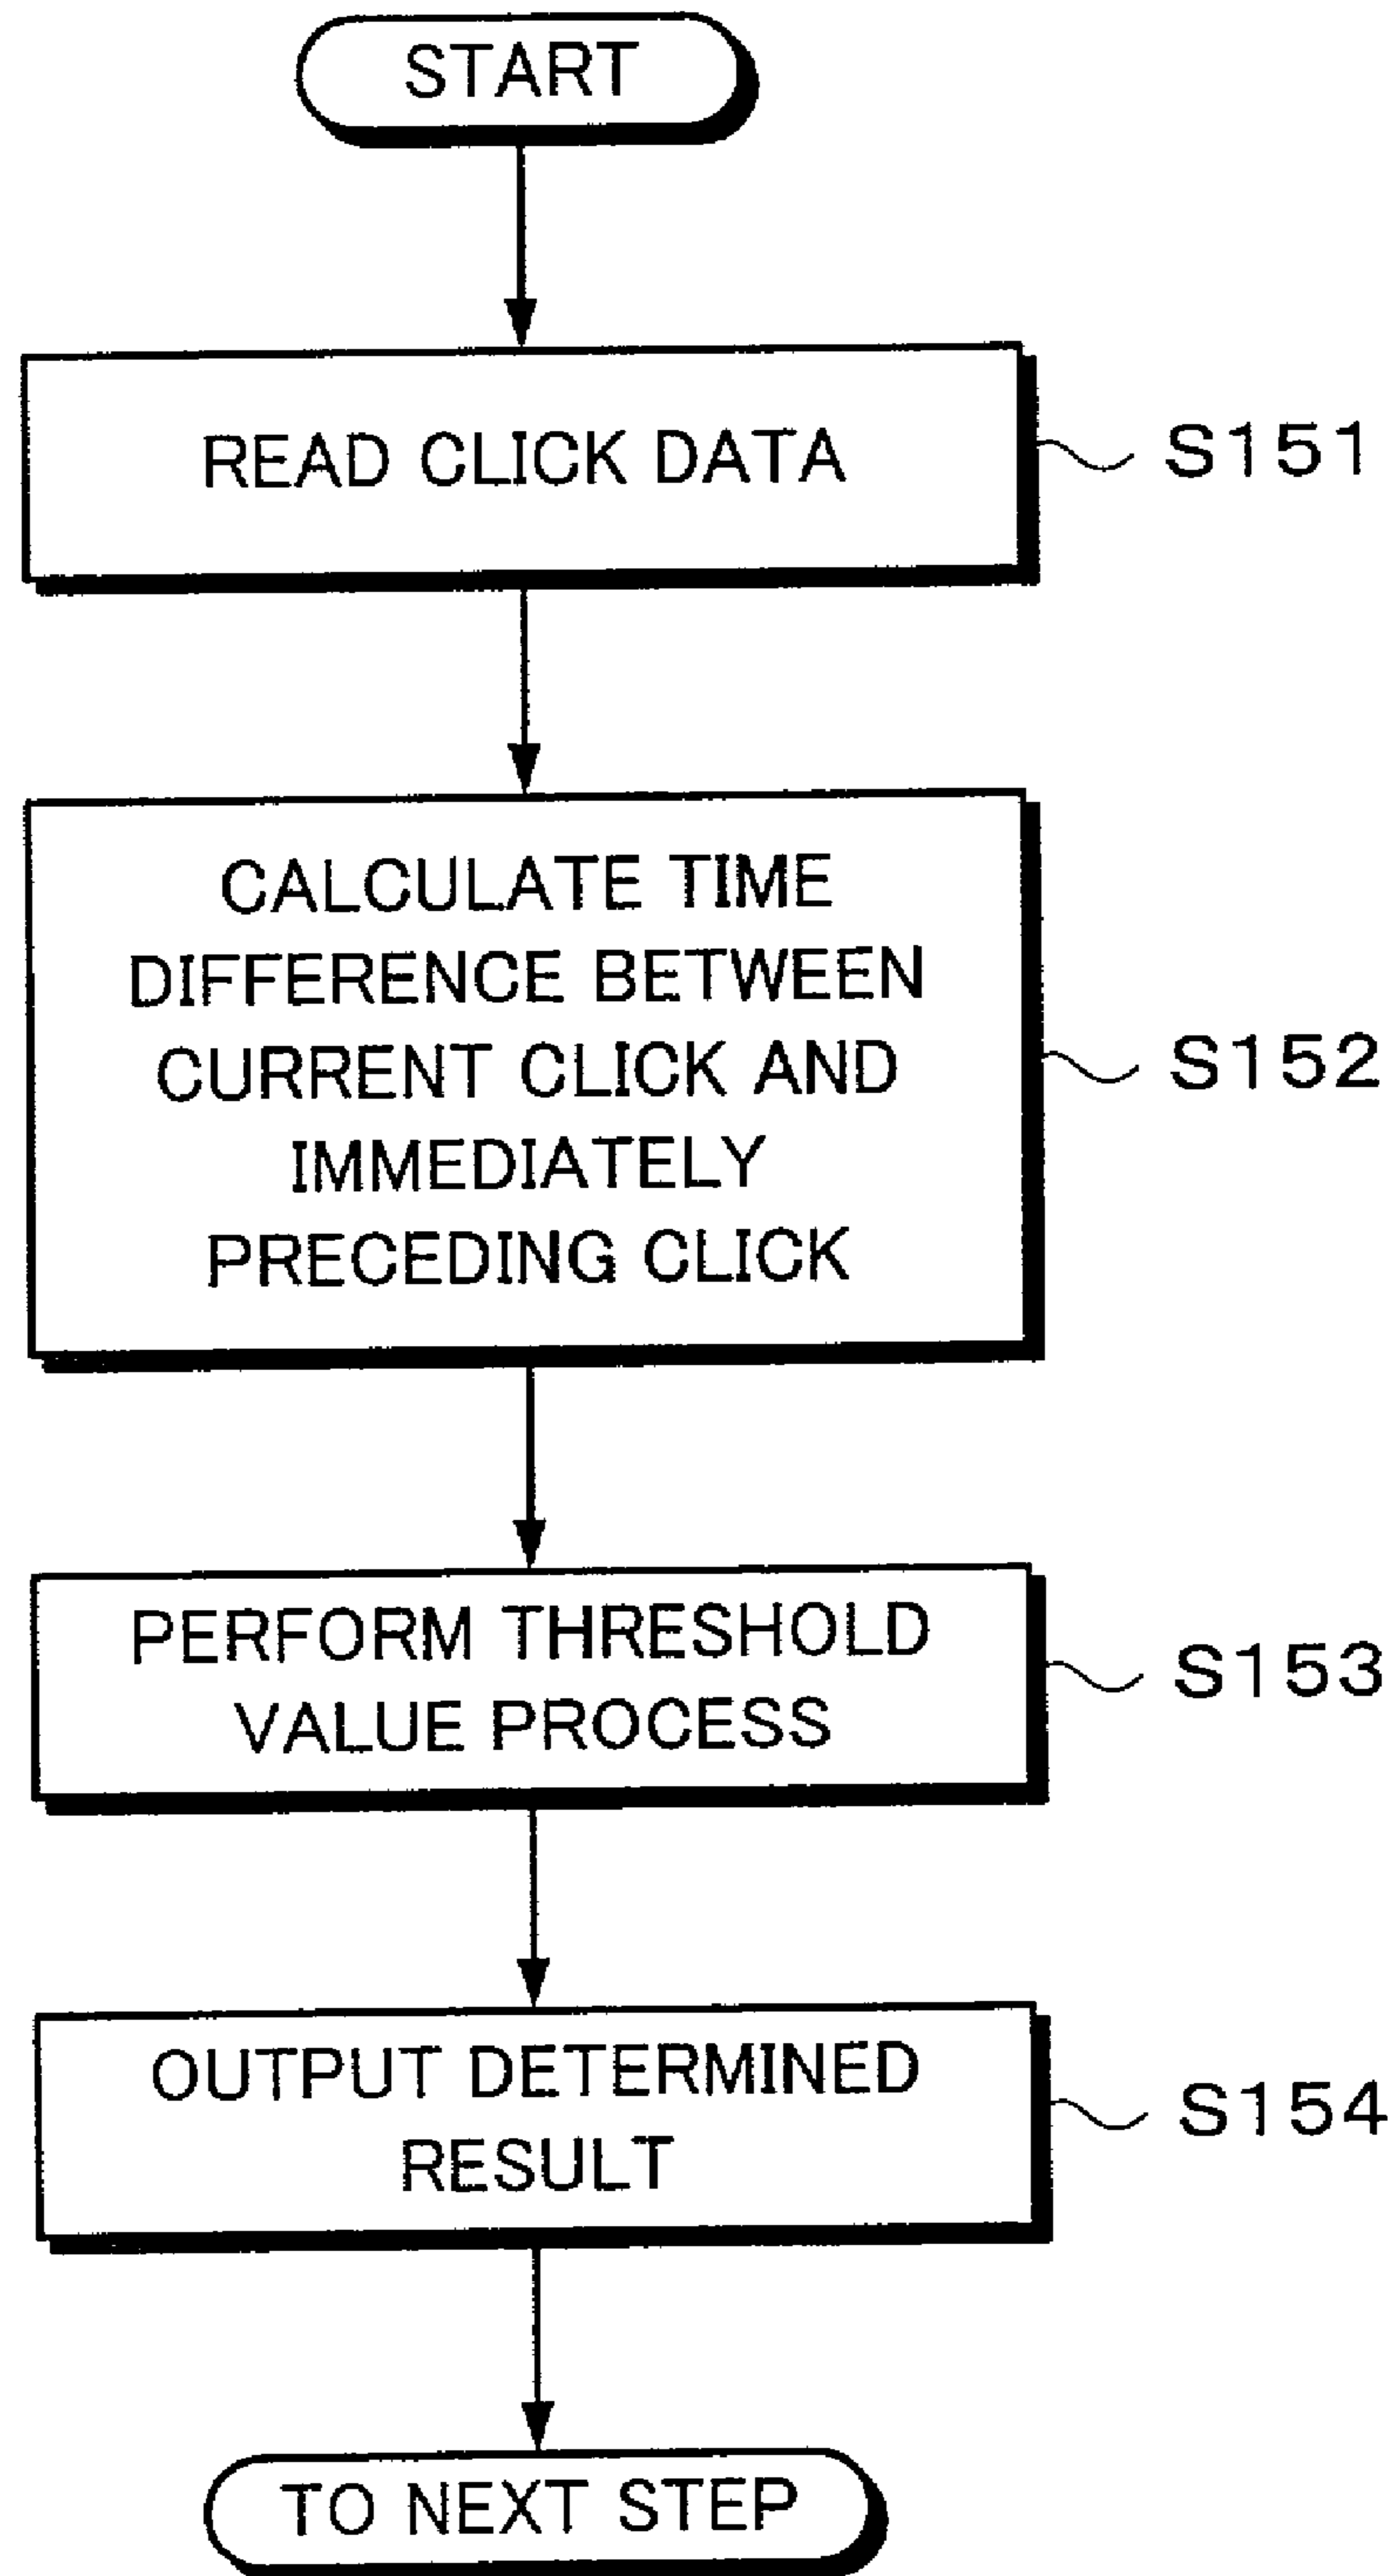 START
READ CLICK DATA
S151
CALCULATE TIME
DIFFERENCE BETWEEN
CURRENT CLICK AND
IMMEDIATELY
PRECEDING CLICK
S152
PERFORM THRESHOLD
VALUE PROCESS
S153
OUTPUT DETERMINED
RESULT
S154
TO NEXT STEP